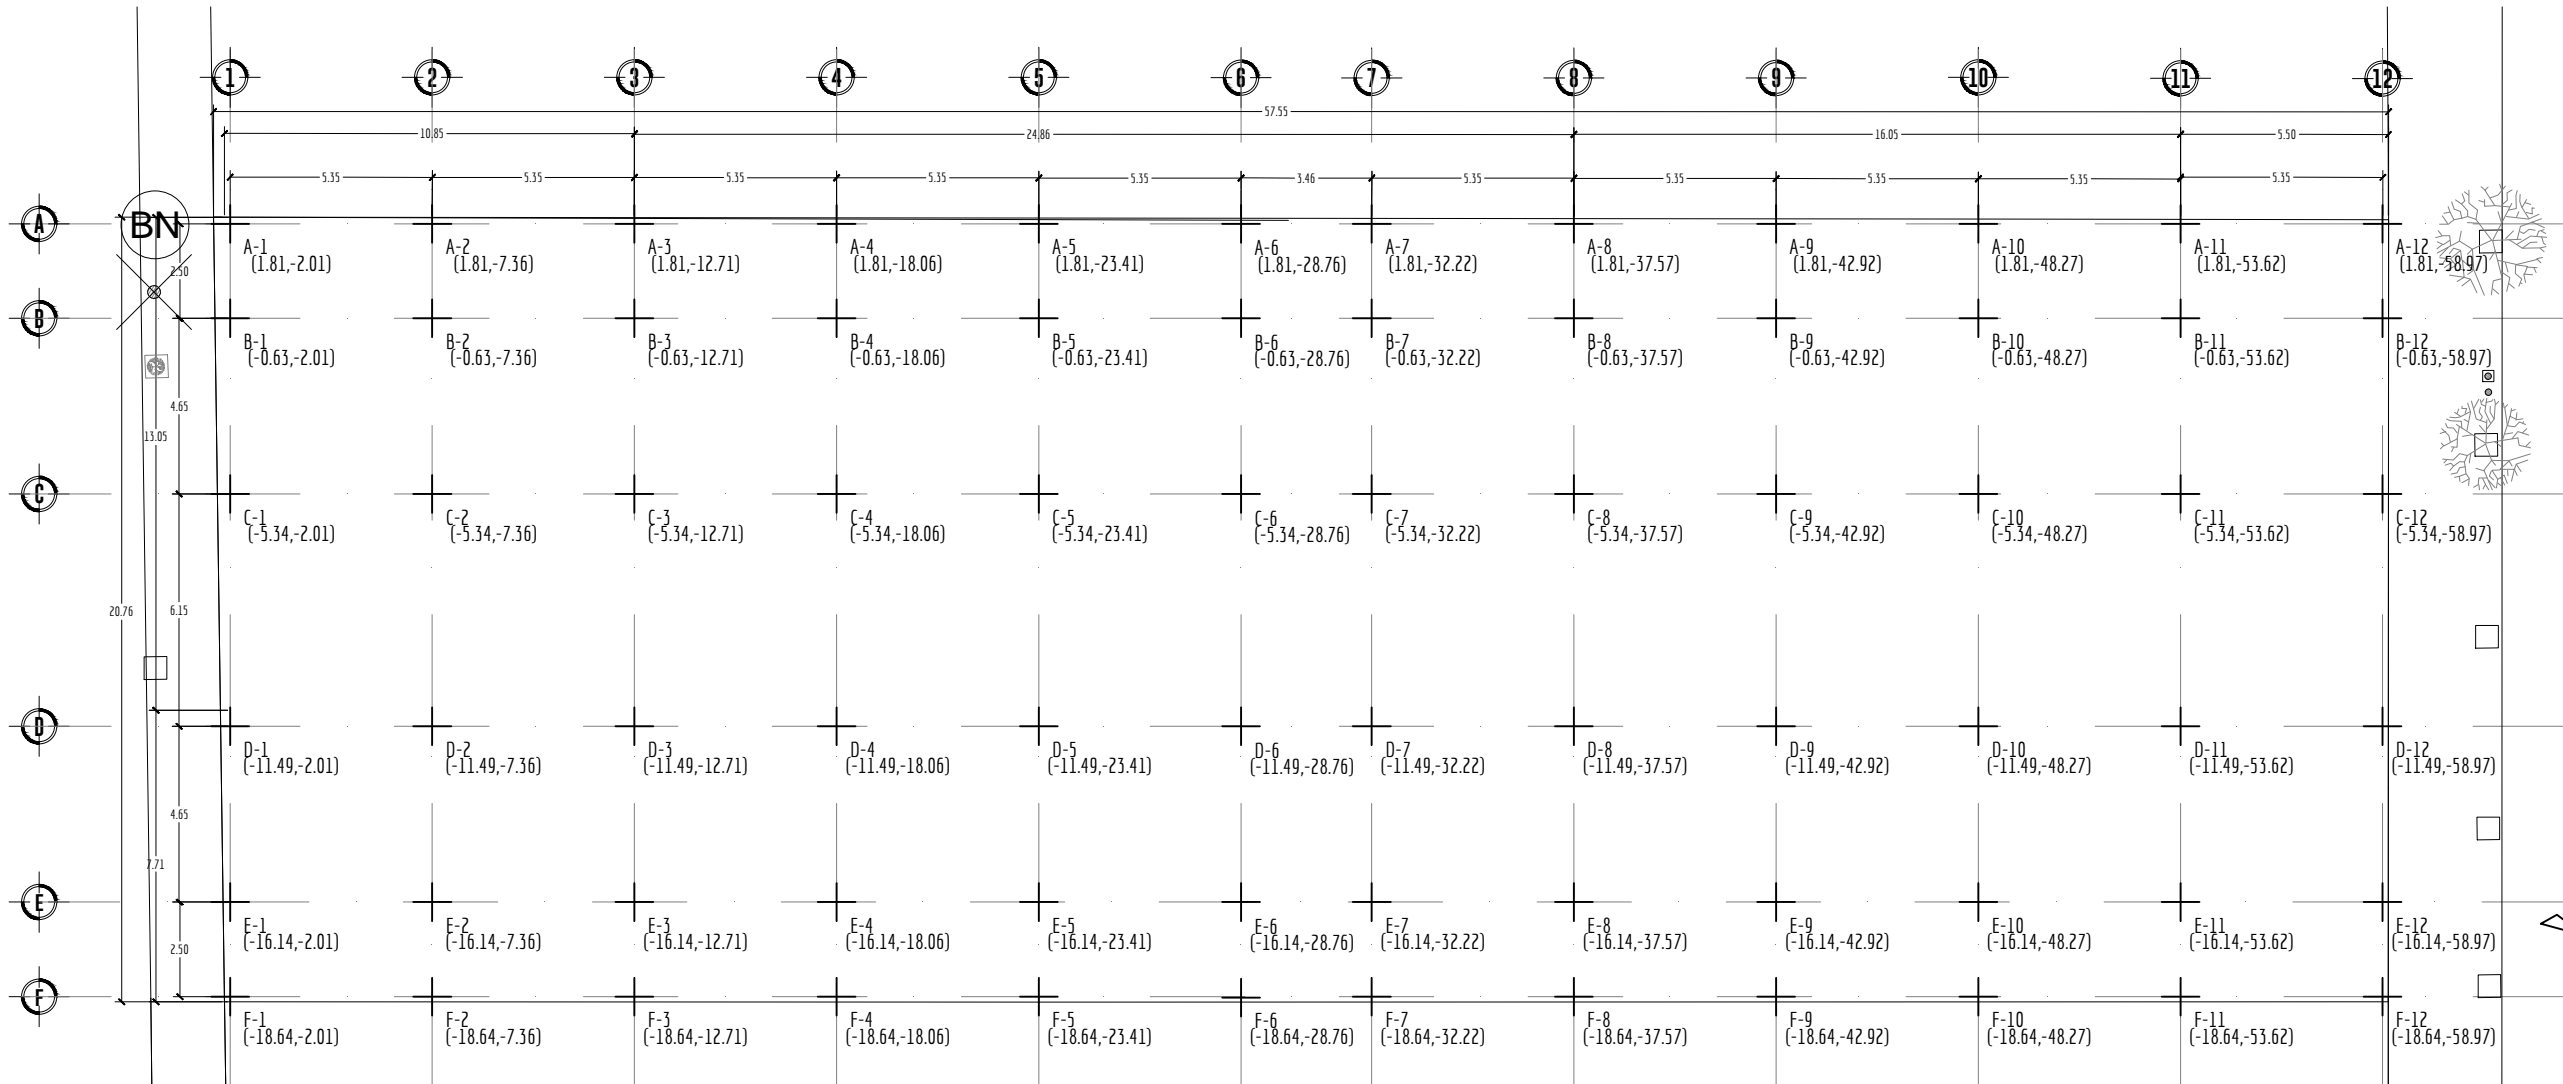 1 2 3 4 5 6 7 8 9 10 11 12
57.55
10.85 24.86 16.05 5.50
5.35 5.35 5.35 5.35 5.35 3.46 5.35 5.35 5.35 5.35 5.35
A BN
A-1 A-2 A-3 A-4 A-5 A-6 A-7 A-8 A-9 A-10 A-11 A-12
(1.81,-2.01) (1.81,-7.36) (1.81,-12.71) (1.81,-18.06) (1.81,-23.41) (1.81,-28.76) (1.81,-32.22) (1.81,-37.57) (1.81,-42.92) (1.81,-48.27) (1.81,-53.62) (1.81,-58.97)
2.50
B
B-1 B-2 B-3 B-4 B-5 B-6 B-7 B-8 B-9 B-10 B-11 B-12
(-0.63,-2.01) (-0.63,-7.36) (-0.63,-12.71) (-0.63,-18.06) (-0.63,-23.41) (-0.63,-28.76) (-0.63,-32.22) (-0.63,-37.57) (-0.63,-42.92) (-0.63,-48.27) (-0.63,-53.62) (-0.63,-58.97)
4.65
13.05
C
C-1 C-2 C-3 C-4 C-5 C-6 C-7 C-8 C-9 C-10 C-11 C-12
(-5.34,-2.01) (-5.34,-7.36) (-5.34,-12.71) (-5.34,-18.06) (-5.34,-23.41) (-5.34,-28.76) (-5.34,-32.22) (-5.34,-37.57) (-5.34,-42.92) (-5.34,-48.27) (-5.34,-53.62) (-5.34,-58.97)
20.76 6.15
D
D-1 D-2 D-3 D-4 D-5 D-6 D-7 D-8 D-9 D-10 D-11 D-12
(-11.49,-2.01) (-11.49,-7.36) (-11.49,-12.71) (-11.49,-18.06) (-11.49,-23.41) (-11.49,-28.76) (-11.49,-32.22) (-11.49,-37.57) (-11.49,-42.92) (-11.49,-48.27) (-11.49,-53.62) (-11.49,-58.97)
4.65
7.71
E
E-1 E-2 E-3 E-4 E-5 E-6 E-7 E-8 E-9 E-10 E-11 E-12
(-16.14,-2.01) (-16.14,-7.36) (-16.14,-12.71) (-16.14,-18.06) (-16.14,-23.41) (-16.14,-28.76) (-16.14,-32.22) (-16.14,-37.57) (-16.14,-42.92) (-16.14,-48.27) (-16.14,-53.62) (-16.14,-58.97)
2.50
F
F-1 F-2 F-3 F-4 F-5 F-6 F-7 F-8 F-9 F-10 F-11 F-12
(-18.64,-2.01) (-18.64,-7.36) (-18.64,-12.71) (-18.64,-18.06) (-18.64,-23.41) (-18.64,-28.76) (-18.64,-32.22) (-18.64,-37.57) (-18.64,-42.92) (-18.64,-48.27) (-18.64,-53.62) (-18.64,-58.97)